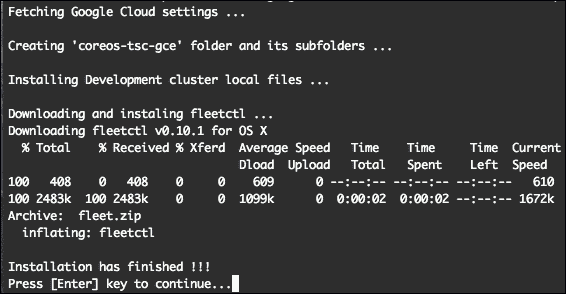 Fetching Google Cloud settings ...
Creating 'coreos-tsc-gce' folder and its subfolders ...
Installing Development cluster local files ...
Downloading and instaling fleetctl ...
Downloading fleetctl v0.10.1 for OS X
  % Total    % Received % Xferd  Average Speed   Time    Time     Time  Current
                                 Dload  Upload   Total   Spent    Left  Speed
100   408    0   408    0     0    609      0 --:--:-- --:--:-- --:--:--   610
100 2483k  100 2483k    0     0  1099k      0  0:00:02  0:00:02 --:--:-- 1672k
Archive:  fleet.zip
  inflating: fleetctl
Installation has finished !!!
Press [Enter] key to continue...